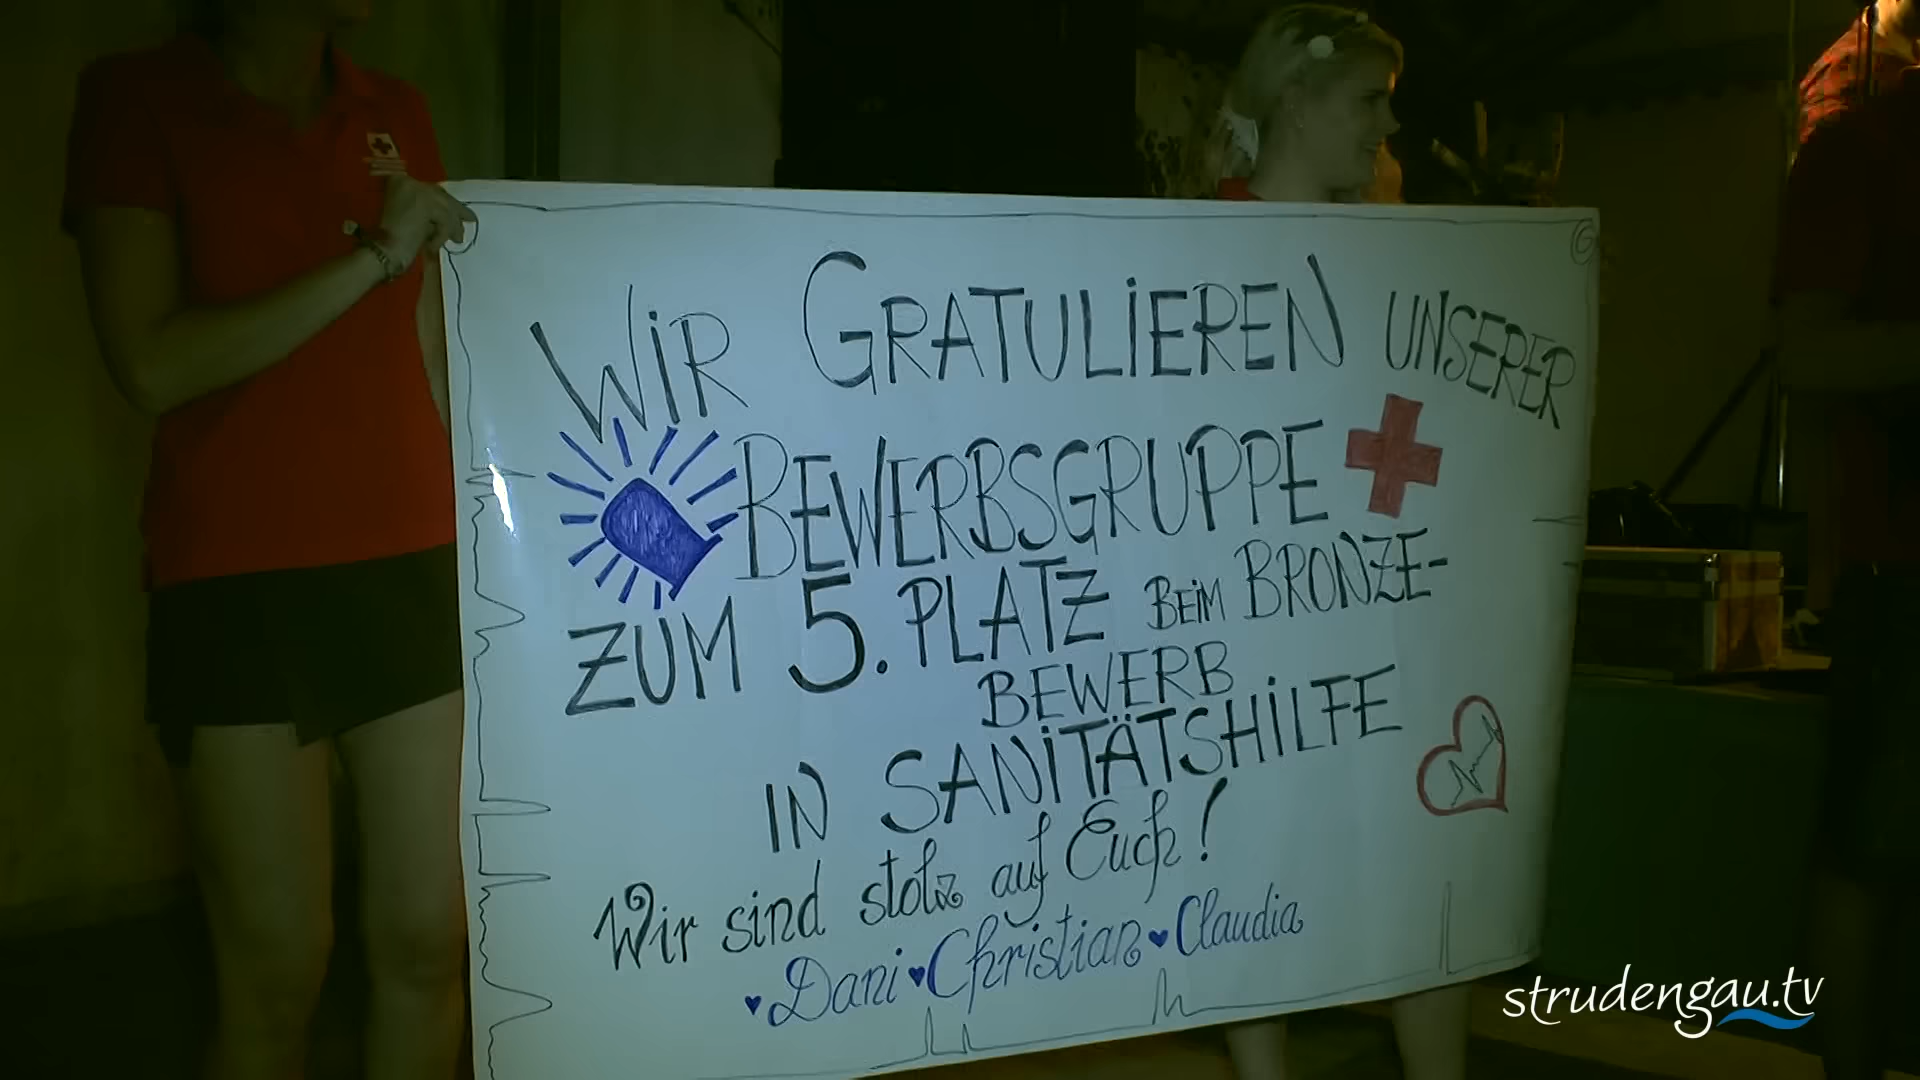 WIR GRATULIEREN UNSERER
BEWERBSGRUPPE
ZUM 5. PLATZ BEIM BRONZE-
BEWERB
IN SANITÄTSHILFE
Wir sind stolz auf Euch!
Dani Christian Claudia
strudengau.tv